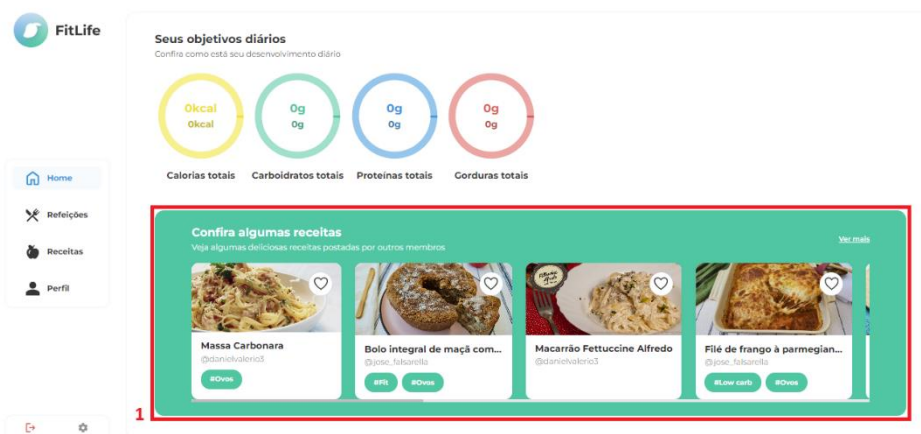 FitLife
Seus objetivos diários
Confira como está seu desenvolvimento diário
0kcal
0kcal
0g
0g
0g
0g
0g
0g
Calorias totais
Carboidratos totais
Proteínas totais
Gorduras totais
Home
Refeições
Receitas
Perfil
Confira algumas receitas
Veja algumas deliciosas receitas postadas por outros membros
Ver mais
Massa Carbonara
@danielvalerio3
#Ovos
Bolo integral de maçã com...
@jose_falsarella
#Fit
#Ovos
Macarrão Fettuccine Alfredo
@danielvalerio3
Filé de frango à parmegian...
@jose_falsarella
#Low carb
#Ovos
1